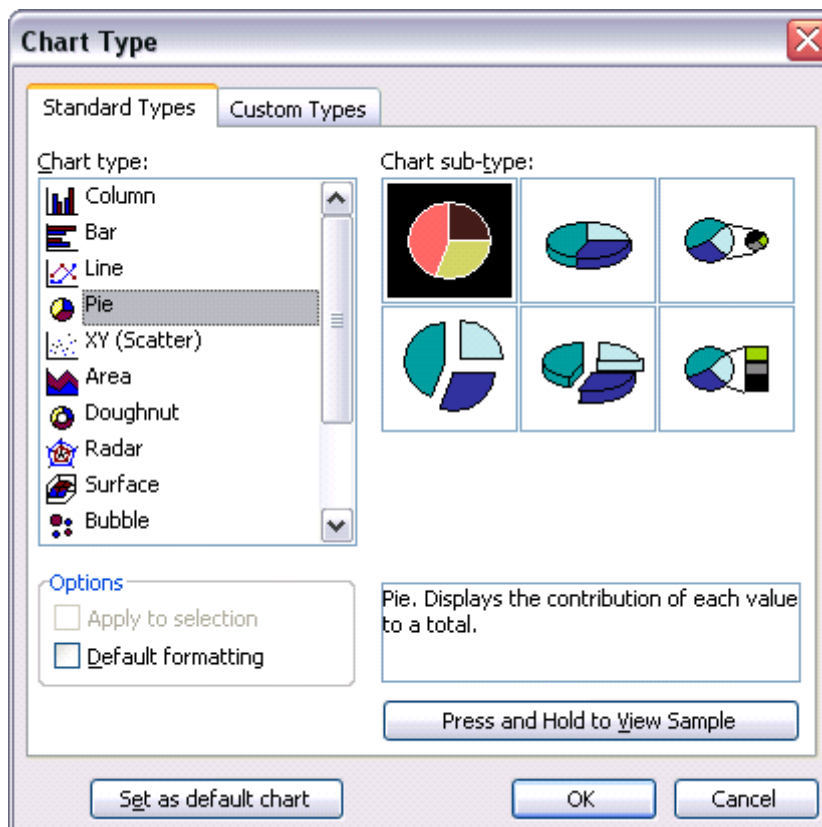 Chart Type
Standard Types
Custom Types
Chart type:
Chart sub-type:
Column
Bar
Line
Pie
XY (Scatter)
Area
Doughnut
Radar
Surface
Bubble
Options
Apply to selection
Default formatting
Pie. Displays the contribution of each value
to a total.
Press and Hold to View Sample
Set as default chart
OK
Cancel